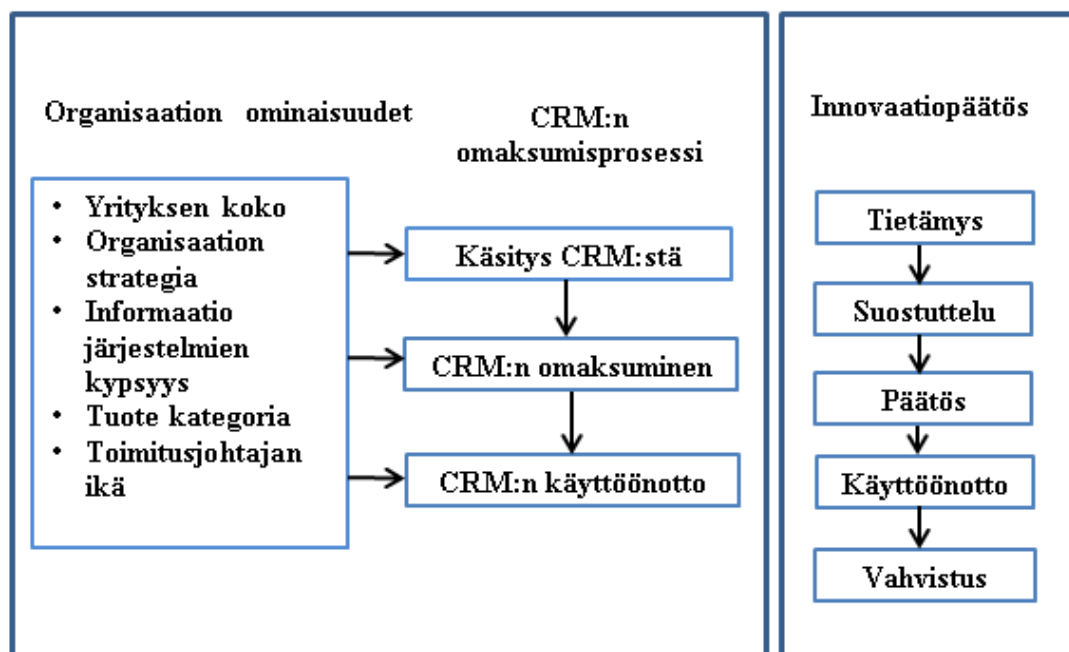 Organisaation ominaisuudet
• Yrityksen koko
• Organisaation
strategia
• Informaatio
järjestelmien
kypsyys
• Tuote kategoria
• Toimitusjohtajan
ikä
CRM:n
omaksumisprosessi
Käsitys CRM:stä
CRM:n omaksuminen
CRM:n käyttöönotto
Innovaatiopäätös
Tietämys
Suostuttelu
Päätös
Käyttöönotto
Vahvistus